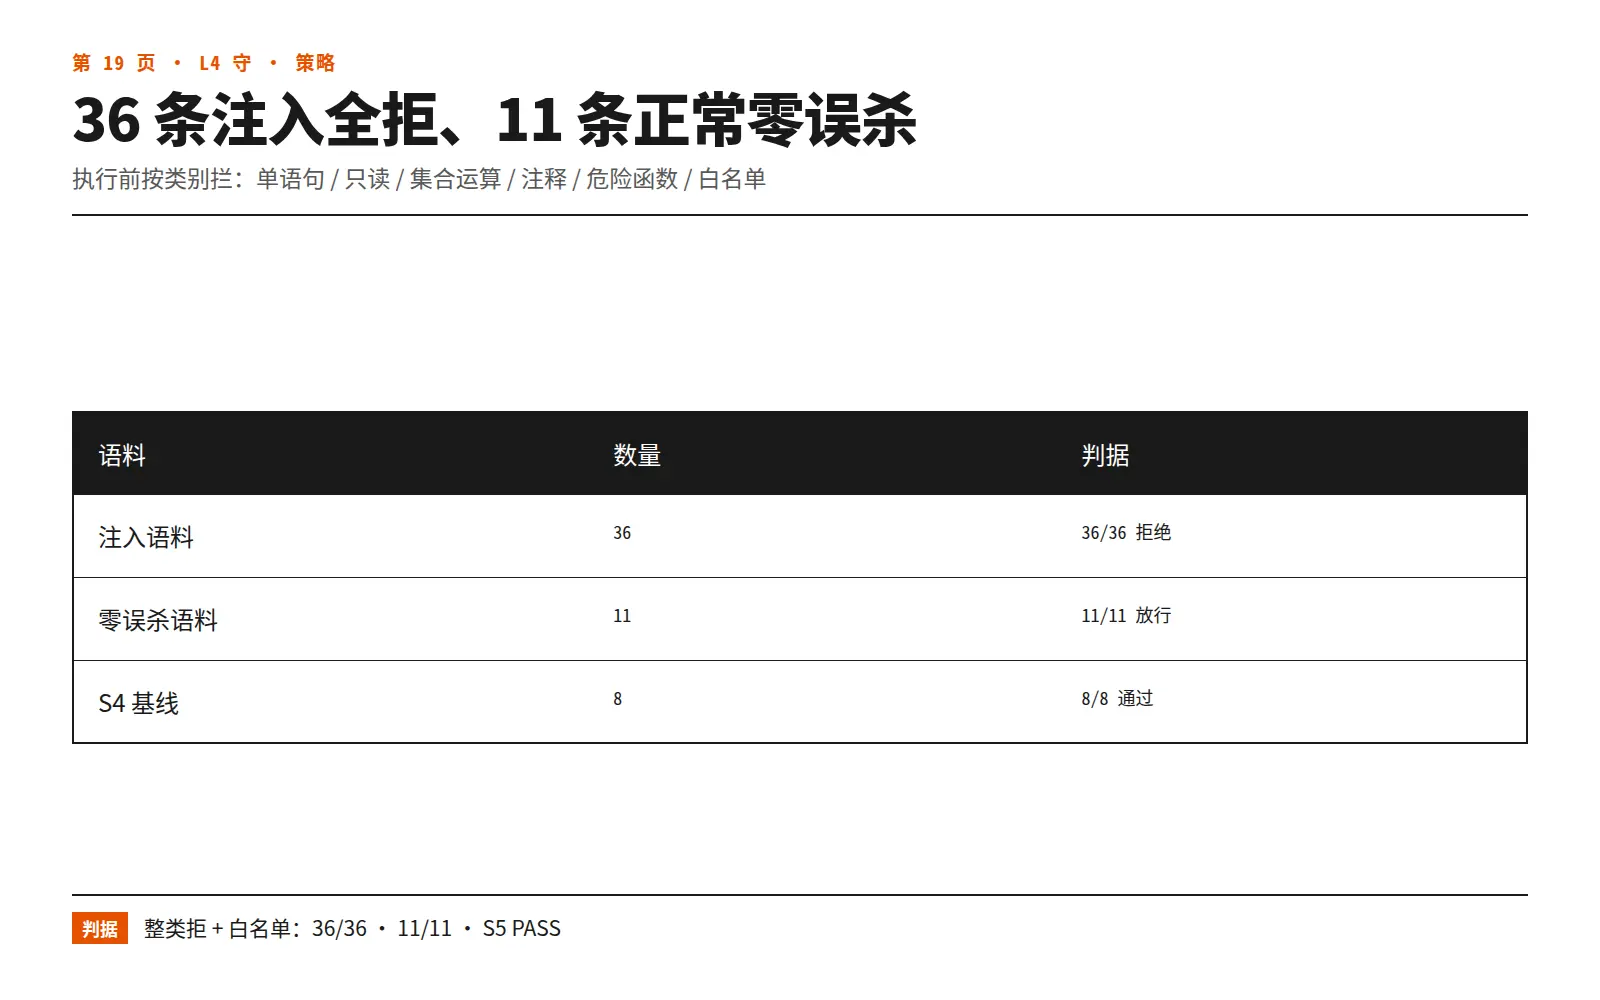 第 19 页 · L4 守 · 策略
36 条注入全拒、11 条正常零误杀
执行前按类别拦：单语句 / 只读 / 集合运算 / 注释 / 危险函数 / 白名单
语料 数量 判据
注入语料 36 36/36 拒绝
零误杀语料 11 11/11 放行
S4 基线 8 8/8 通过
判据 整类拒 + 白名单：36/36 · 11/11 · S5 PASS